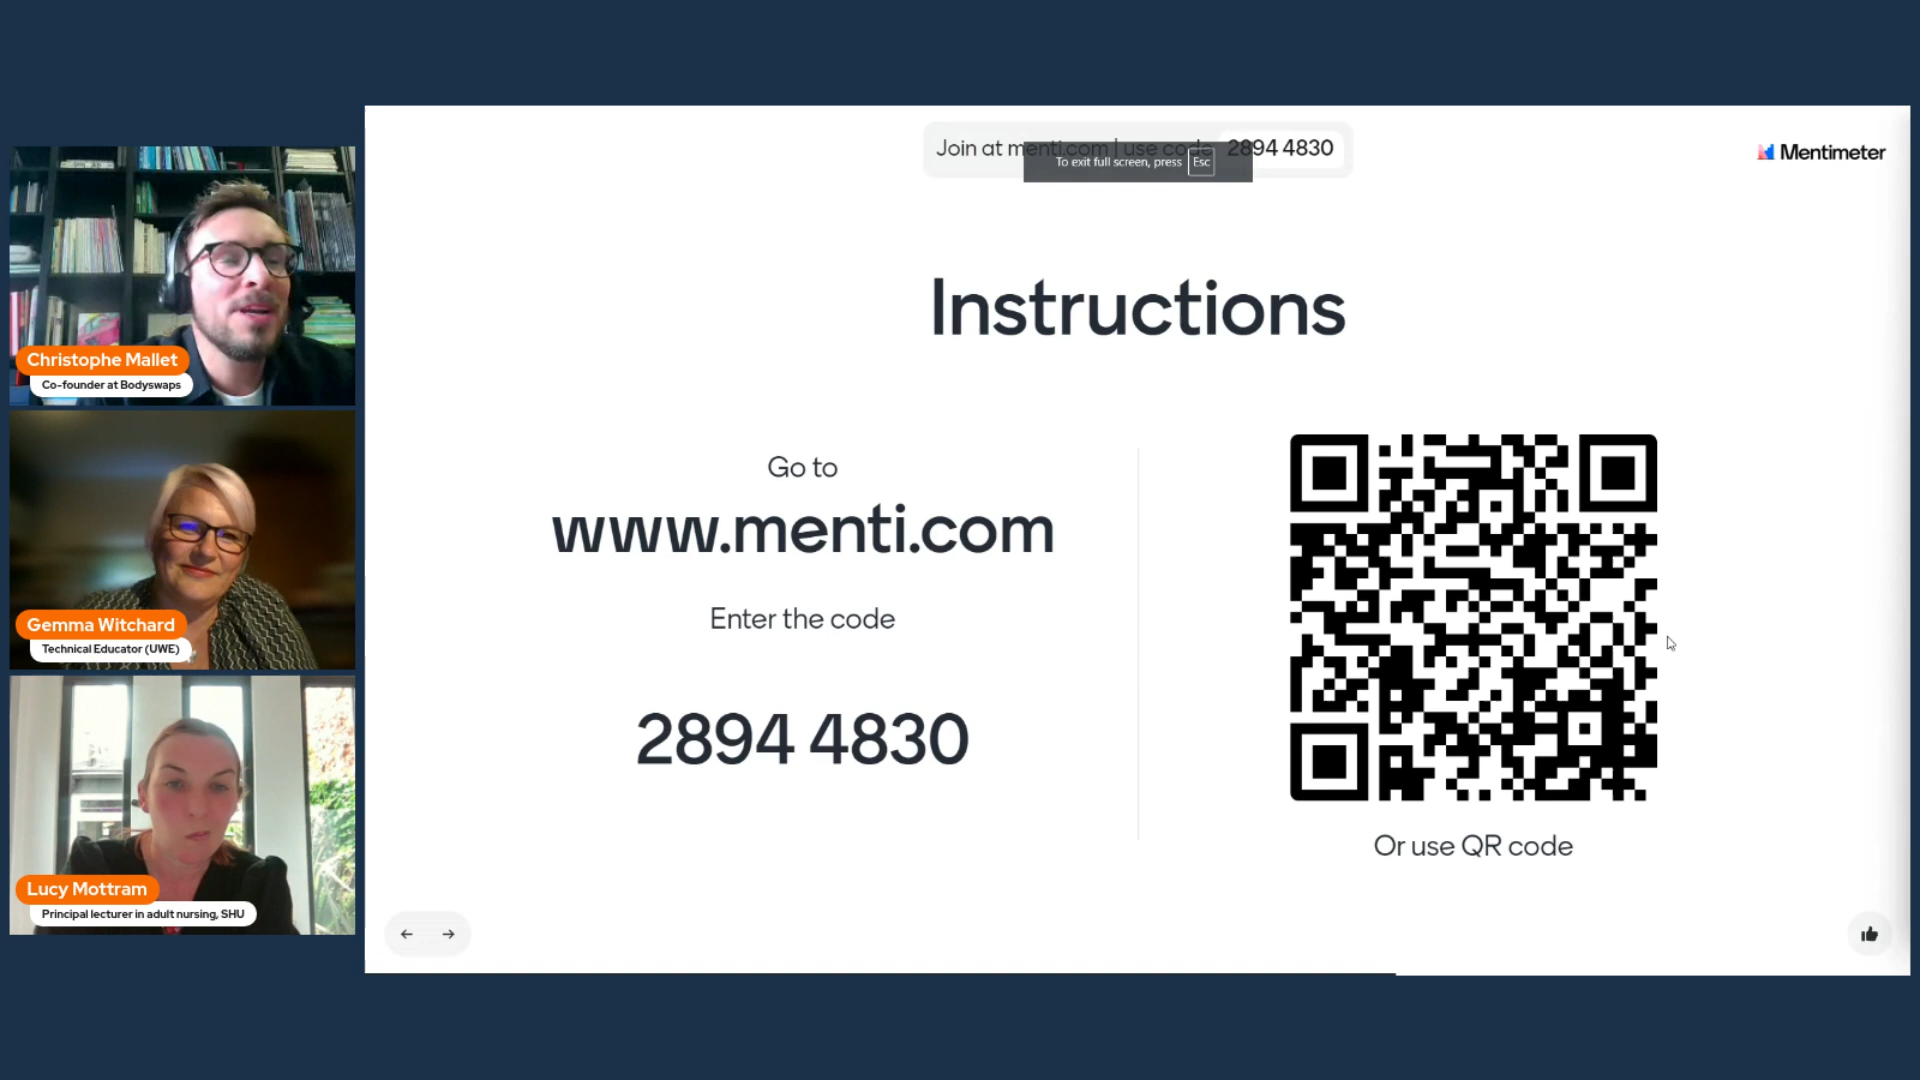 Christophe Mallet
Co-founder at Bodyswaps
Gemma Witchard
Technical Educator (UWE)
Lucy Mottram
Principal lecturer in adult nursing, SHU
Join at menti.com | use code 2894 4830
To exit full screen, press Esc
Mentimeter
Instructions
Go to
www.menti.com
Enter the code
2894 4830
Or use QR code